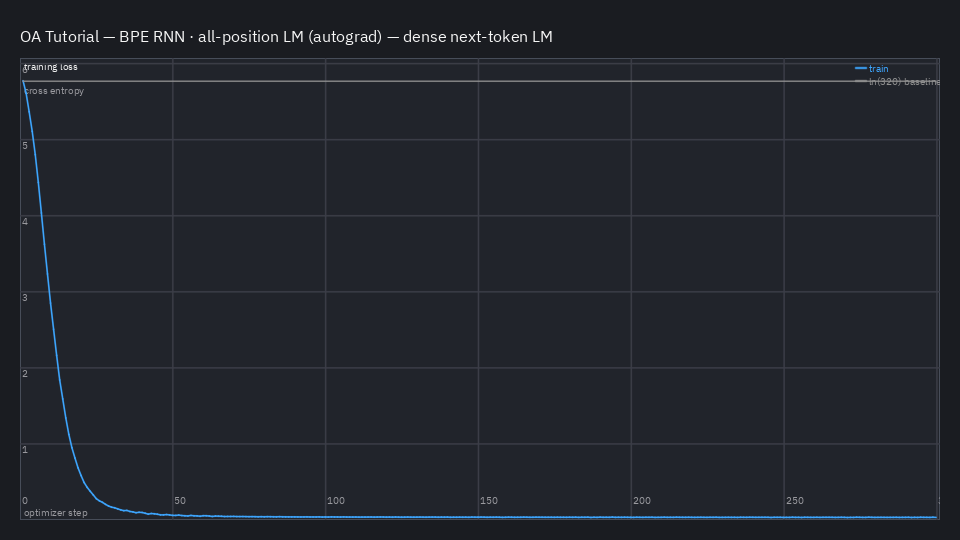 OA Tutorial — BPE RNN · all-position LM (autograd) — dense next-token LM
training loss
train
ln(320) baseline
cross entropy
6
5
4
3
2
1
0 50 100 150 200 250
optimizer step